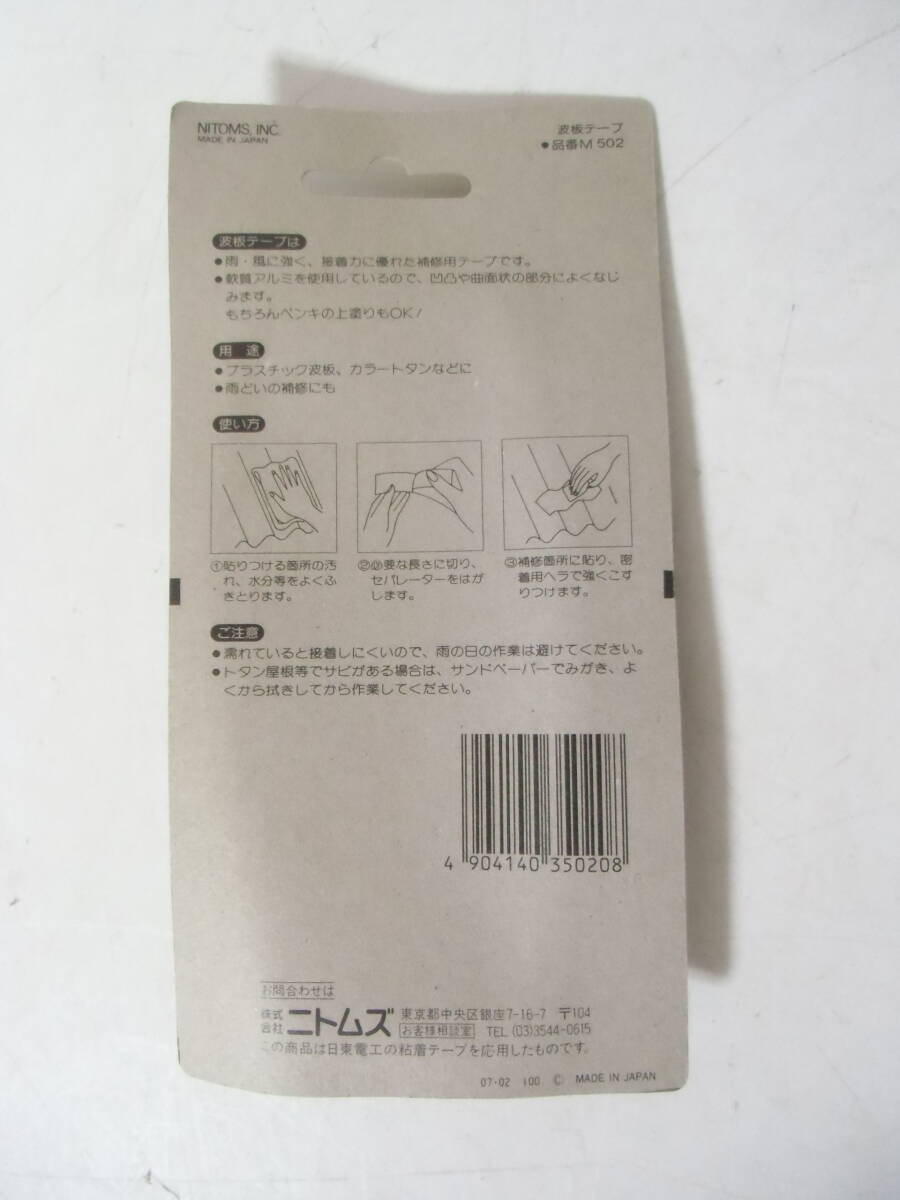 NITOMS, INC.
MADE IN JAPAN
波板テープ
●品番M 502
波板テープは
●雨・風に強く、接着力に優れた補修用テープです。
●軟質アルミを使用しているので、凹凸や曲面状の部分によくなじ
みます。
もちろんペンキの上塗りもOK!
用途
●プラスチック波板、カラートタンなどに
●雨どいの補修にも
使い方
①貼りつける箇所の汚
れ、水分等をよくふ
きとります。
②必要な長さに切り、
セパレーターをはが
します。
③補修箇所に貼り、密
着用ヘラで強くこす
りつけます。
ご注意
●濡れていると接着しにくいので、雨の日の作業は避けてください。
●トタン屋根等でサビがある場合は、サンドペーパーでみがき、よ
くから拭きしてから作業してください。
4 904140 350208
お問合わせは
株式会社 ニトムズ 東京都中央区銀座7-16-7 〒104
お客様相談室 TEL (03)3544-0615
この商品は日東電工の粘着テープを応用したものです。
07・02 100. Ⓒ MADE IN JAPAN